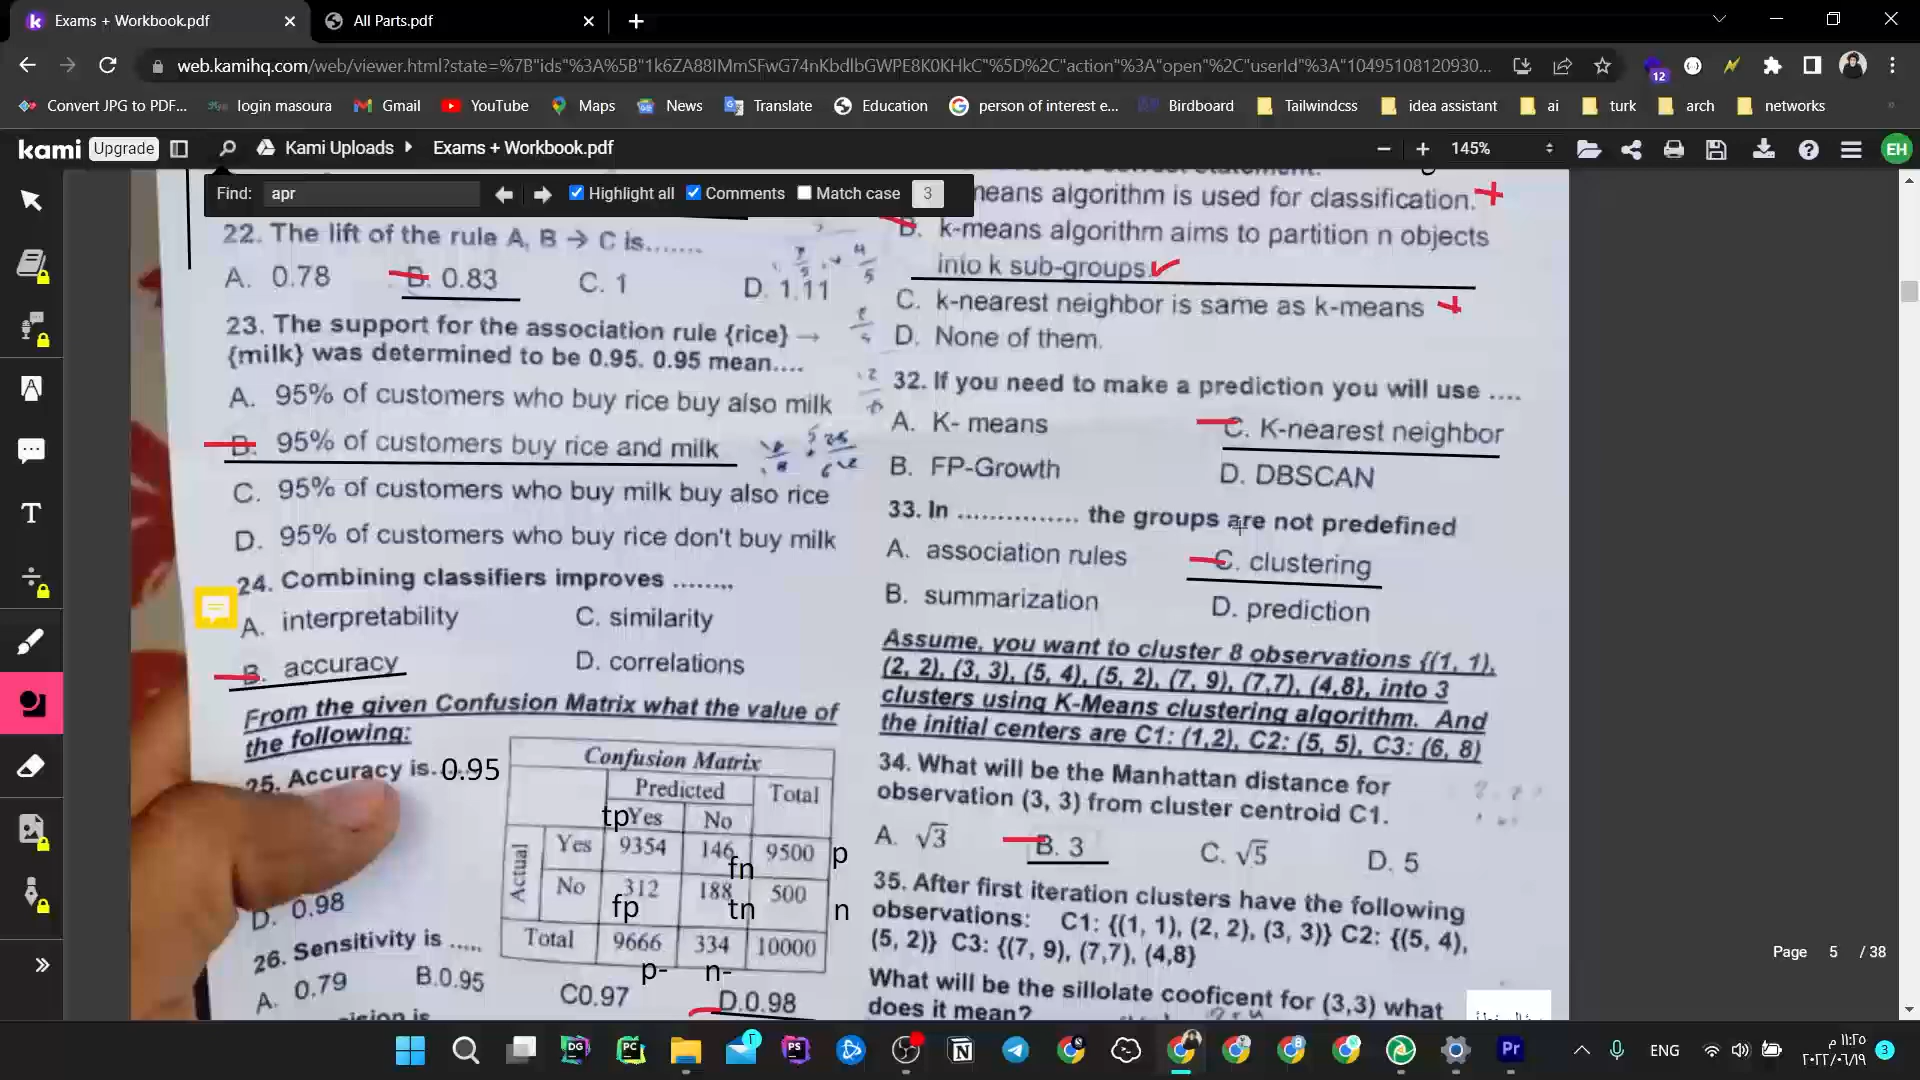 Exams + Workbook.pdf
All Parts.pdf
web.kamihq.com/web/viewer.html?state=%7B"ids"%3A%5B"1k6ZA88IMmSFwG74nKbdlbGWPE8K0KHkC"%5D%2C"action"%3A"open"%2C"userId"%3A"10495108120930...
12
Convert JPG to PDF...
login masoura
Gmail
YouTube
Maps
News
Translate
Education
person of interest e...
Birdboard
Tailwindcss
idea assistant
ai
turk
arch
networks
kami
Upgrade
Kami Uploads
Exams + Workbook.pdf
145%
EH
Find:
apr
Highlight all
Comments
Match case
3
22. The lift of the rule A, B → C is.......
A. 0.78
B. 0.83
C. 1
D. 1.11
23. The support for the association rule {rice} →
{milk} was determined to be 0.95. 0.95 mean....
A. 95% of customers who buy rice buy also milk
B. 95% of customers buy rice and milk
C. 95% of customers who buy milk buy also rice
D. 95% of customers who buy rice don't buy milk
24. Combining classifiers improves ........
A. interpretability
C. similarity
B. accuracy
D. correlations
From the given Confusion Matrix what the value of
the following:
25. Accuracy is... 0.95
D. 0.98
Confusion Matrix
Predicted
Total
tp
Yes
No
Actual
Yes
9354
146
fn
9500
p
No
312
fp
188
tn
500
n
Total
9666
334
10000
p-
n-
26. Sensitivity is .....
A. 0.79
B.0.95
C0.97
D.0.98
means algorithm is used for classification.
B. k-means algorithm aims to partition n objects
into k sub-groups
C. k-nearest neighbor is same as k-means
D. None of them.
32. If you need to make a prediction you will use ....
A. K- means
C. K-nearest neighbor
B. FP-Growth
D. DBSCAN
33. In ............... the groups are not predefined
A. association rules
C. clustering
B. summarization
D. prediction
Assume, you want to cluster 8 observations {(1, 1),
(2, 2), (3, 3), (5, 4), (5, 2), (7, 9), (7,7), (4,8}, into 3
clusters using K-Means clustering algorithm. And
the initial centers are C1: (1,2), C2: (5, 5), C3: (6, 8)
34. What will be the Manhattan distance for
observation (3, 3) from cluster centroid C1.
A. √3
B. 3
C. √5
D. 5
35. After first iteration clusters have the following
observations: C1: {(1, 1), (2, 2), (3, 3)} C2: {(5, 4),
(5, 2)} C3: {(7, 9), (7,7), (4,8}
What will be the sillolate cooficent for (3,3) what
does it mean?
Page 5 / 38
DG
PC
PS
N
Pr
ENG
١١:٢٥ م
٢٠٢٢/٠٦/١٩
3